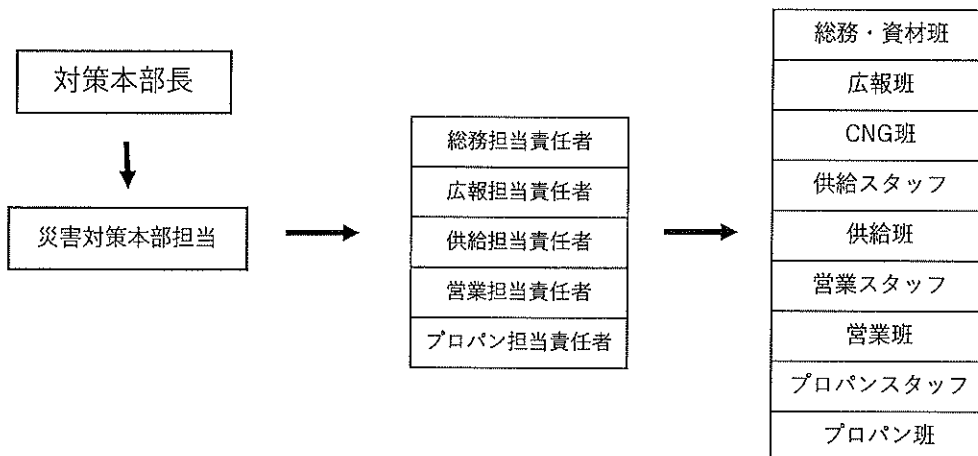 対策本部長
災害対策本部担当
総務担当責任者
広報担当責任者
供給担当責任者
営業担当責任者
プロパン担当責任者
総務・資材班
広報班
CNG班
供給スタッフ
供給班
営業スタッフ
営業班
プロパンスタッフ
プロパン班